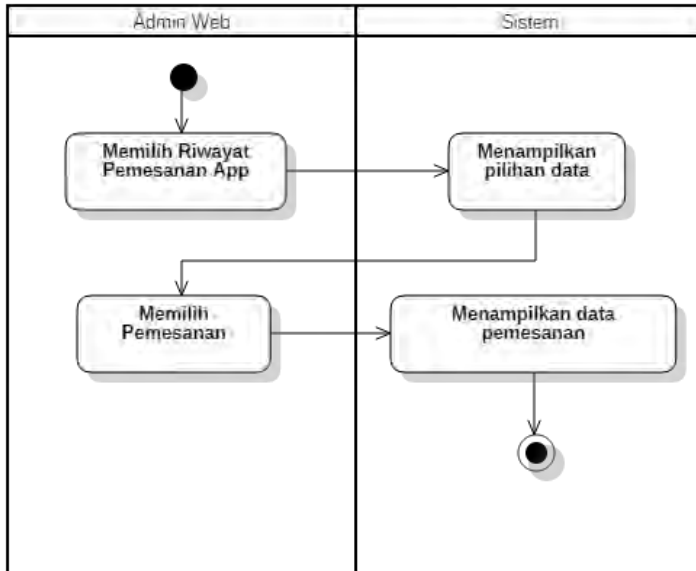 Admin Web
Sistem
Memilih Riwayat
Pemesanan App
Menampilkan
pilihan data
Memilih
Pemesanan
Menampilkan data
pemesanan